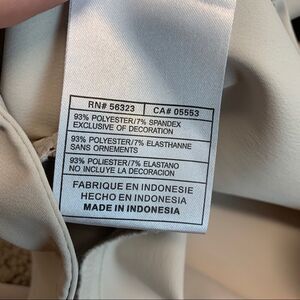 RN# 56323 CA# 05553
93% POLYESTER/7% SPANDEX
EXCLUSIVE OF DECORATION
93% POLYESTER/7% ELASTHANNE
SANS ORNEMENTS
93% POLIESTER/7% ELASTANO
NO INCLUYE LA DECORACION
FABRIQUE EN INDONESIE
HECHO EN INDONESIA
MADE IN INDONESIA